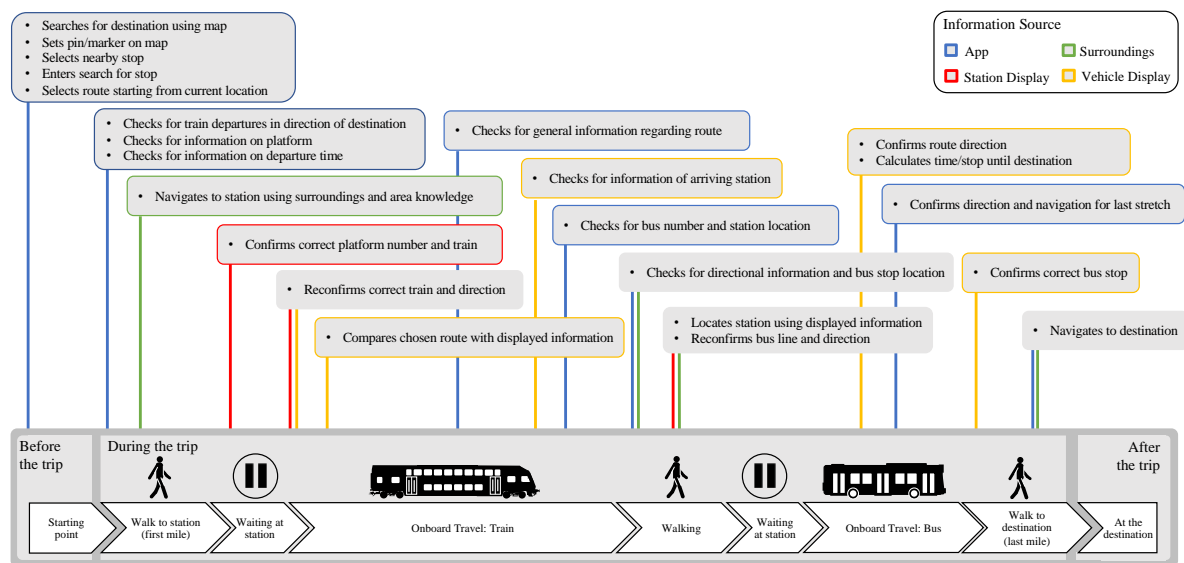 • Searches for destination using map
• Sets pin/marker on map
• Selects nearby stop
• Enters search for stop
• Selects route starting from current location
Information Source
App
Surroundings
Station Display
Vehicle Display
• Checks for train departures in direction of destination
• Checks for information on platform
• Checks for information on departure time
• Checks for general information regarding route
• Confirms route direction
• Calculates time/stop until destination
• Checks for information of arriving station
• Navigates to station using surroundings and area knowledge
• Confirms direction and navigation for last stretch
• Checks for bus number and station location
• Confirms correct platform number and train
• Checks for directional information and bus stop location
• Confirms correct bus stop
• Reconfirms correct train and direction
• Locates station using displayed information
• Reconfirms bus line and direction
• Navigates to destination
• Compares chosen route with displayed information
Before
the trip
During the trip
After
the trip
Starting
point
Walk to station
(first mile)
Waiting at
station
Onboard Travel: Train
Walking
Waiting
at station
Onboard Travel: Bus
Walk to
destination
(last mile)
At the
destination